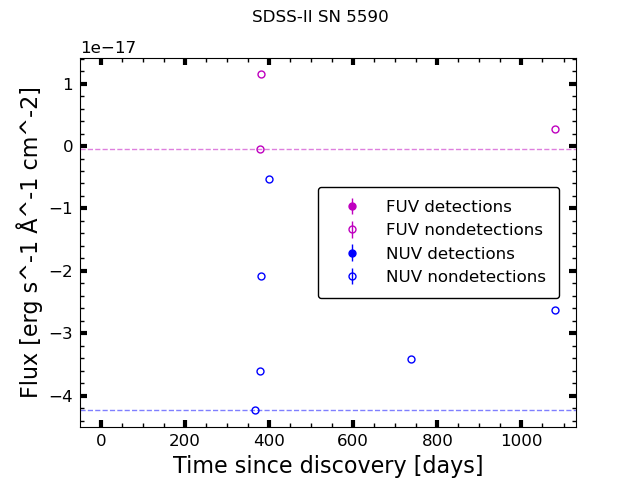 SDSS-II SN 5590
1e−17
1
0
−1
−2
−3
−4
Flux [erg s^-1 Å^-1 cm^-2]
FUV detections
FUV nondetections
NUV detections
NUV nondetections
0 200 400 600 800 1000
Time since discovery [days]